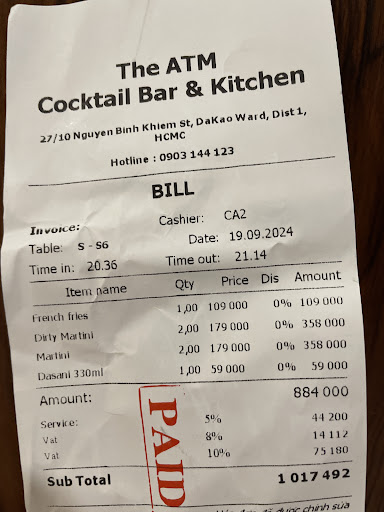 The ATM
Cocktail Bar & Kitchen
27/10 Nguyen Binh Khiem St, DaKao Ward, Dist 1,
HCMC
Hotline : 0903 144 123
BILL
Invoice: Cashier: CA2
Table: S - S6 Date: 19.09.2024
Time in: 20.36 Time out: 21.14
Item name Qty Price Dis Amount
French fries 1,00 109 000 0% 109 000
Dirty Martini 2,00 179 000 0% 358 000
Martini 2,00 179 000 0% 358 000
Dasani 330ml 1,00 59 000 0% 59 000
Amount: 884 000
Service: 5% 44 200
Vat 8% 14 112
Vat 10% 75 180
PAID
Sub Total 1 017 492
được chỉnh sửa